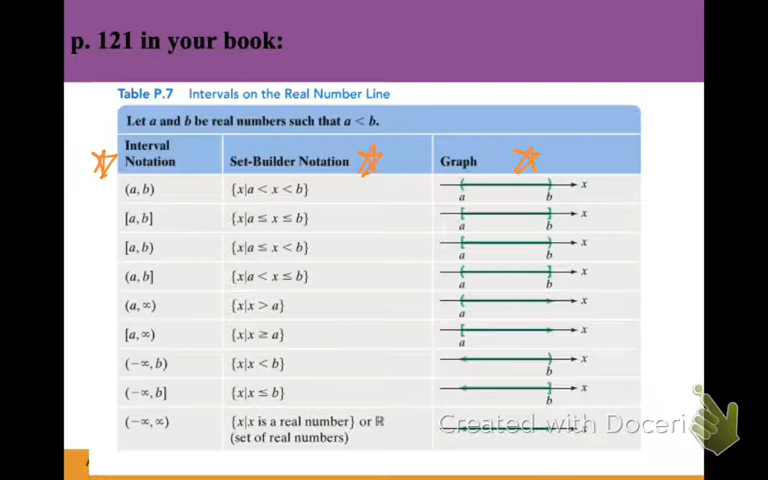 p. 121 in your book:
Table P.7 Intervals on the Real Number Line
Let a and b be real numbers such that a < b.
Interval Notation Set-Builder Notation Graph
(a, b) {x|a < x < b} a b x
[a, b] {x|a ≤ x ≤ b} a b x
[a, b) {x|a ≤ x < b} a b x
(a, b] {x|a < x ≤ b} a b x
(a, ∞) {x|x > a} a x
[a, ∞) {x|x ≥ a} a x
(−∞, b) {x|x < b} b x
(−∞, b] {x|x ≤ b} b x
(−∞, ∞) {x|x is a real number} or ℝ
(set of real numbers)
Created with Doceri